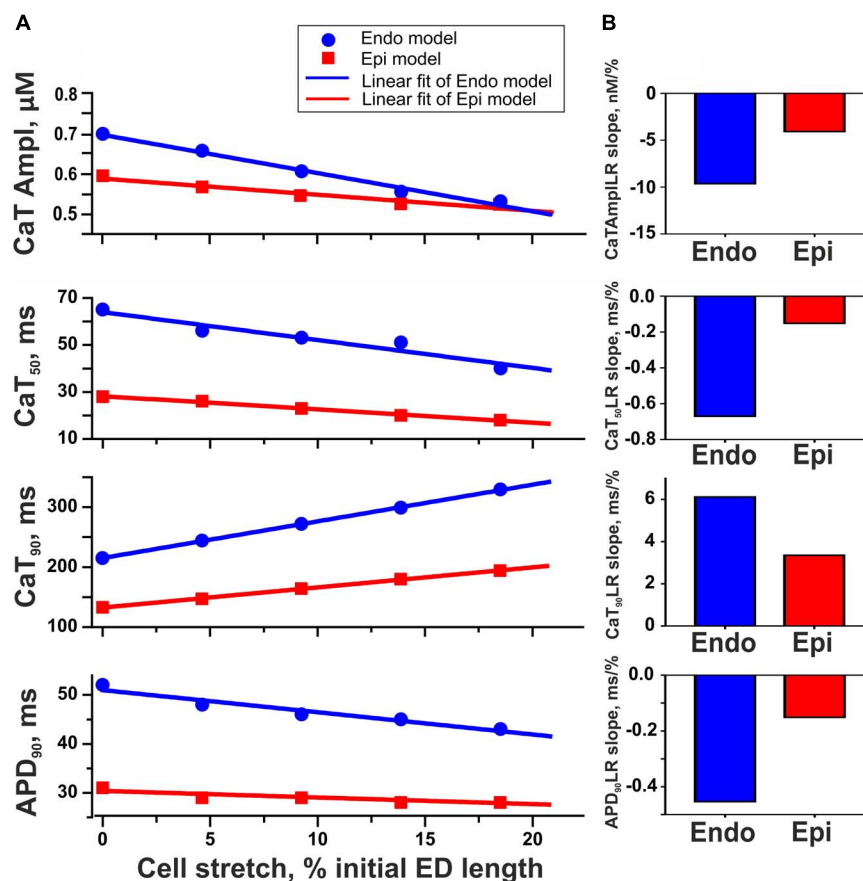 A
B
Endo model
Epi model
Linear fit of Endo model
Linear fit of Epi model
CaT Ampl, µM
0.8
0.7
0.6
0.5
CaTAmplLR slope, nM/%
0
-5
-10
-15
Endo
Epi
CaT50, ms
70
50
30
10
CaT50LR slope, ms/%
0.0
-0.2
-0.4
-0.6
-0.8
Endo
Epi
CaT90, ms
300
200
100
CaT90LR slope, ms/%
6
4
2
0
Endo
Epi
APD90, ms
50
40
30
0
5
10
15
20
Cell stretch, % initial ED length
APD90LR slope, ms/%
0.0
-0.2
-0.4
Endo
Epi